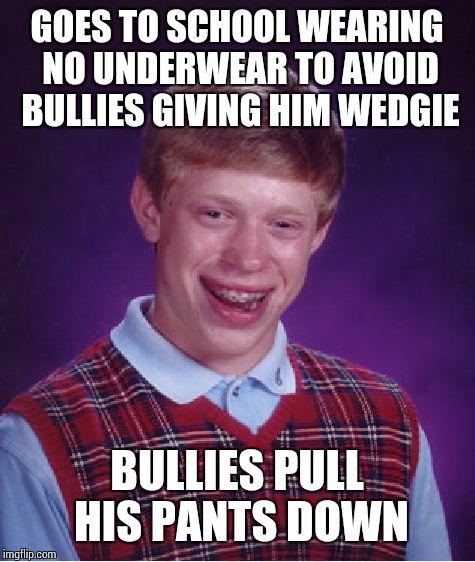 GOES TO SCHOOL WEARING
NO UNDERWEAR TO AVOID
BULLIES GIVING HIM WEDGIE
BULLIES PULL
HIS PANTS DOWN
imgflip.com